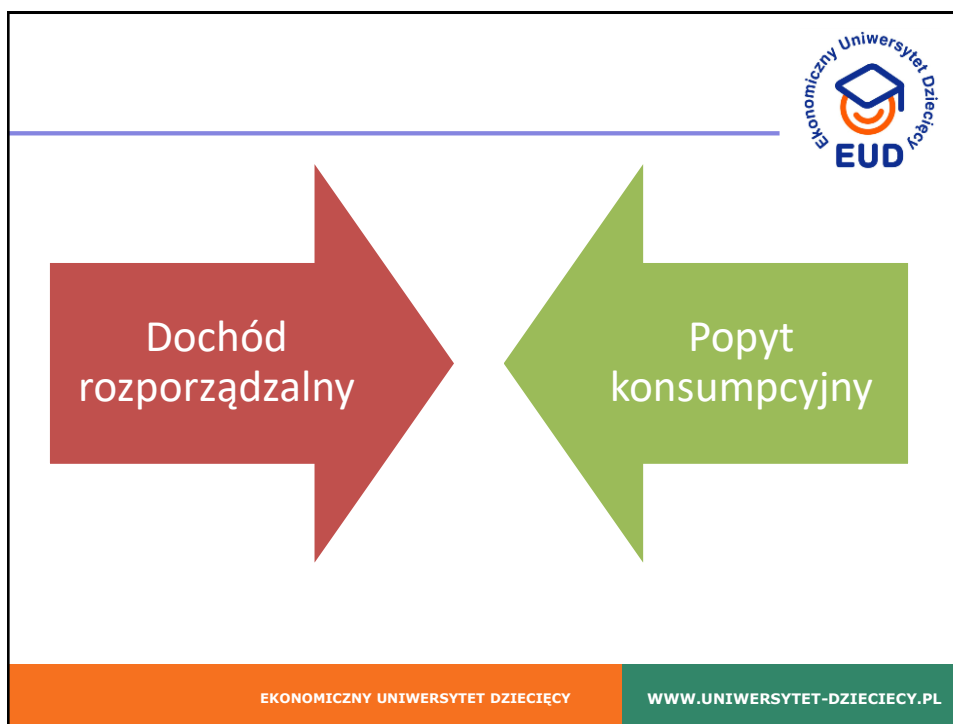 Ekonomiczny Uniwersytet Dziecięcy
EUD
Dochód
rozporządzalny
Popyt
konsumpcyjny
EKONOMICZNY UNIWERSYTET DZIECIĘCY
WWW.UNIWERSYTET-DZIECIECY.PL